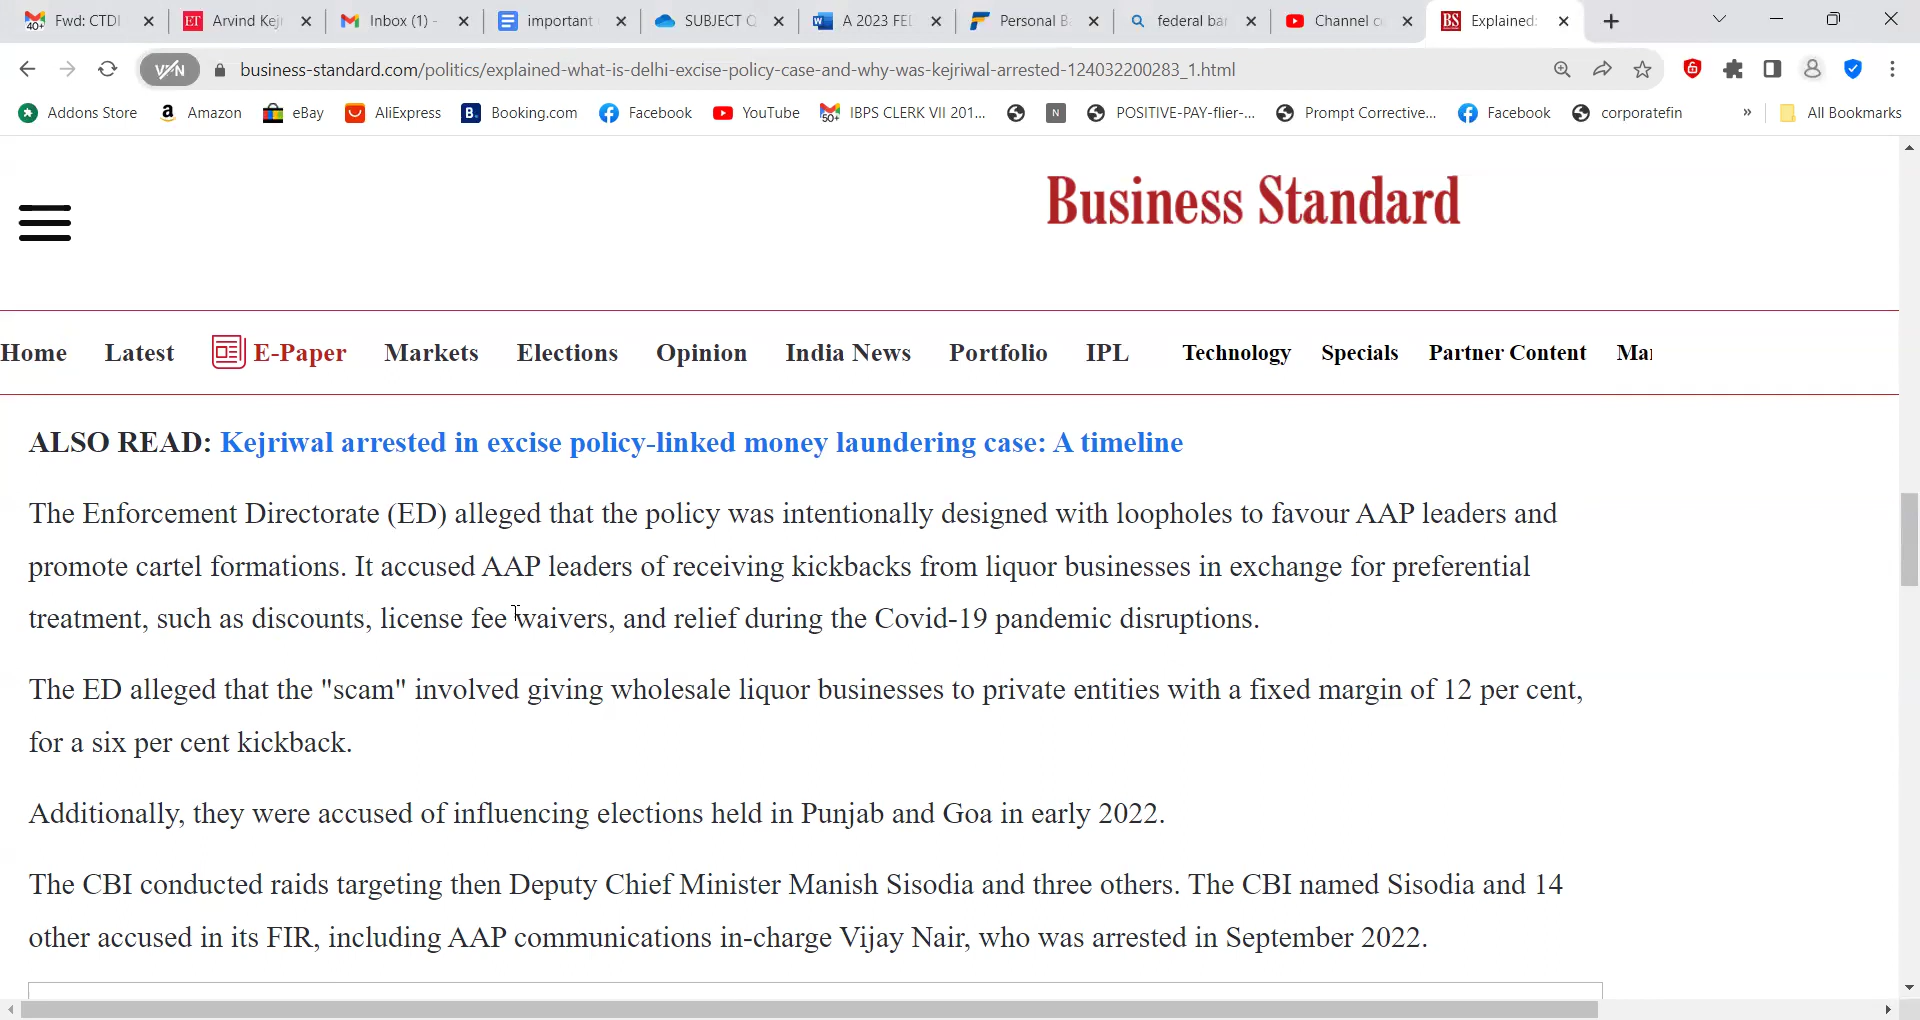 Fwd: CTDI
Arvind Kej
Inbox (1) -
important
SUBJECT
A 2023 FE
Personal B
federal ba
Channel c
BS Explained:
VPN
business-standard.com/politics/explained-what-is-delhi-excise-policy-case-and-why-was-kejriwal-arrested-124032200283_1.html
Addons Store
Amazon
eBay
AliExpress
Booking.com
Facebook
YouTube
IBPS CLERK VII 201...
POSITIVE-PAY-flier-...
Prompt Corrective...
Facebook
corporatefin
»
All Bookmarks
Business Standard
Home Latest E-Paper Markets Elections Opinion India News Portfolio IPL Technology Specials Partner Content Mar
ALSO READ: Kejriwal arrested in excise policy-linked money laundering case: A timeline
The Enforcement Directorate (ED) alleged that the policy was intentionally designed with loopholes to favour AAP leaders and
promote cartel formations. It accused AAP leaders of receiving kickbacks from liquor businesses in exchange for preferential
treatment, such as discounts, license fee waivers, and relief during the Covid-19 pandemic disruptions.
The ED alleged that the "scam" involved giving wholesale liquor businesses to private entities with a fixed margin of 12 per cent,
for a six per cent kickback.
Additionally, they were accused of influencing elections held in Punjab and Goa in early 2022.
The CBI conducted raids targeting then Deputy Chief Minister Manish Sisodia and three others. The CBI named Sisodia and 14
other accused in its FIR, including AAP communications in-charge Vijay Nair, who was arrested in September 2022.